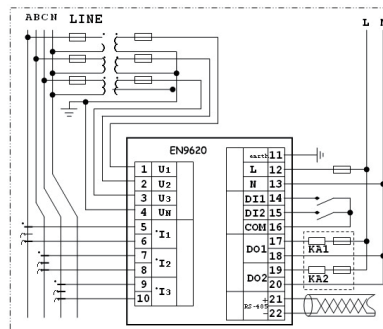 ABCN LINE
L N
EN9620
earth 11
1 U1
L 12
2 U2
N 13
3 U3
DI1 14
4 UN
DI2 15
5 *I1
COM 16
6
DO1 17
KA1
7 *I2
18
8
DO2 19
KA2
9 *I3
20
10
RS-485 + 21
- 22